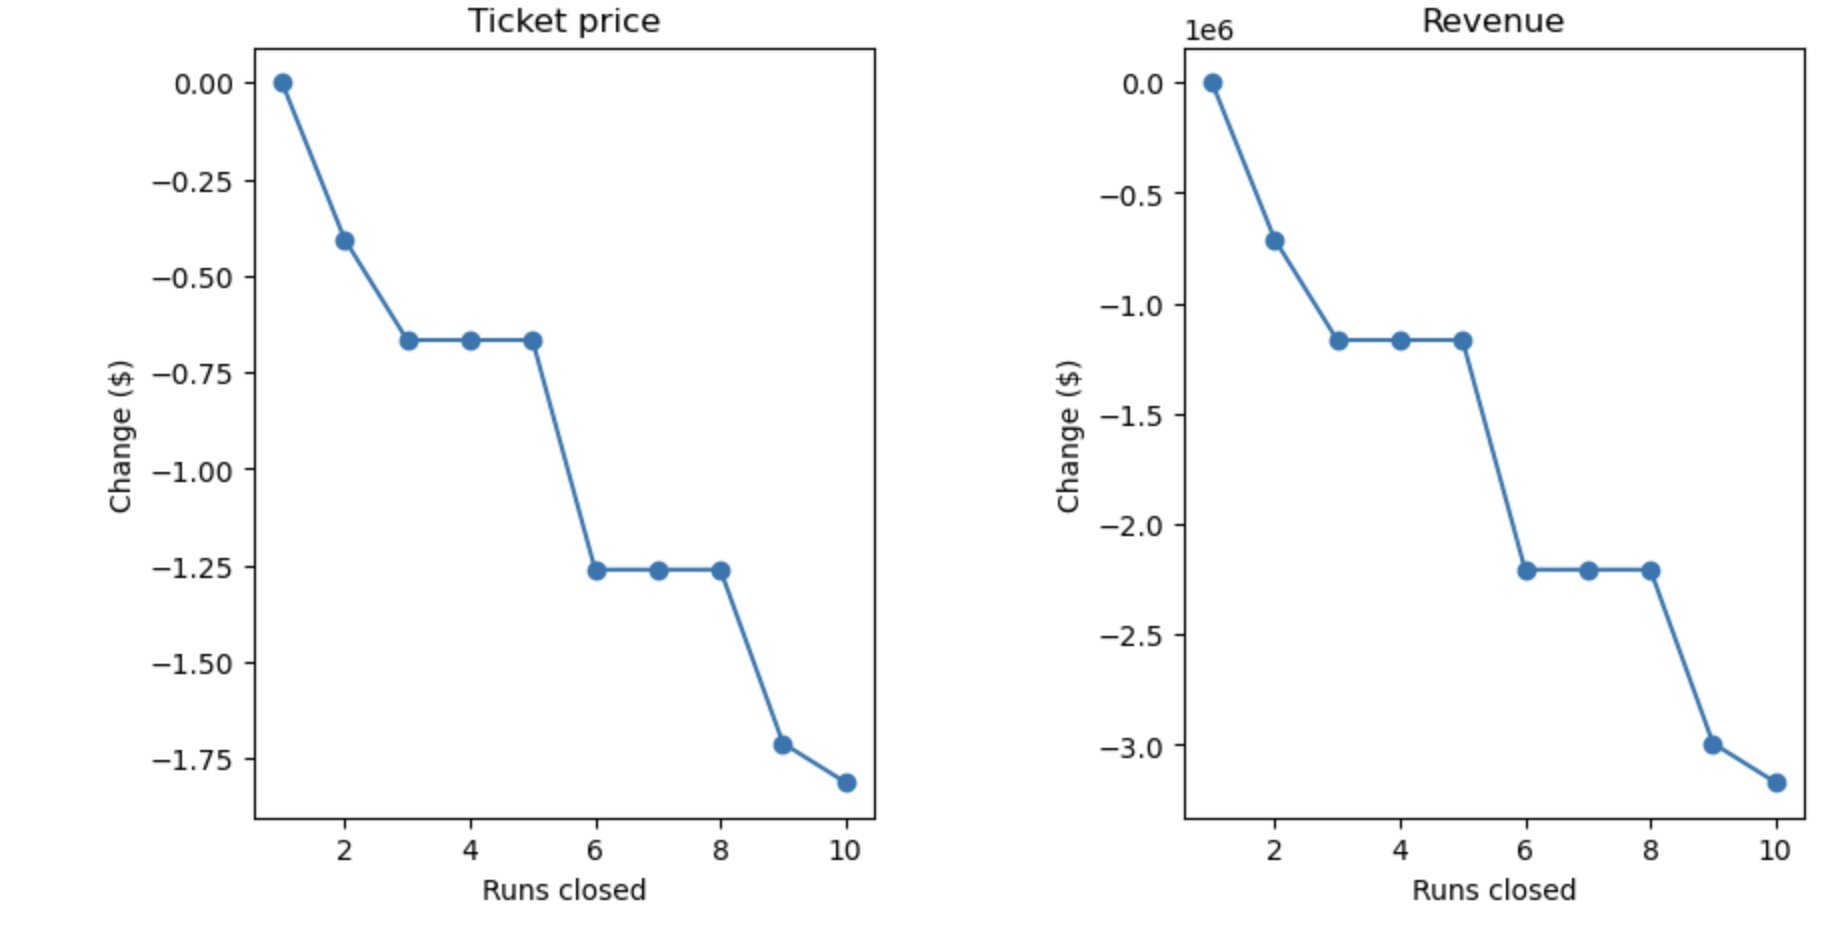 Ticket price
0.00
−0.25
−0.50
−0.75
−1.00
−1.25
−1.50
−1.75
Change ($)
2 4 6 8 10
Runs closed
Revenue
1e6
0.0
−0.5
−1.0
−1.5
−2.0
−2.5
−3.0
Change ($)
2 4 6 8 10
Runs closed